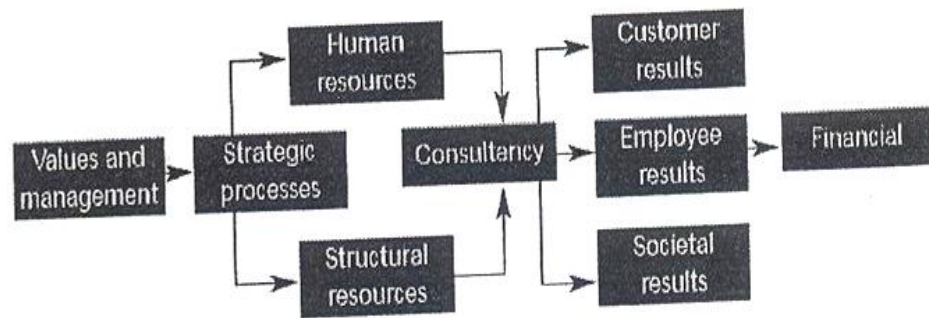 Values and
management
Strategic
processes
Human
resources
Structural
resources
Consultancy
Customer
results
Employee
results
Societal
results
Financial